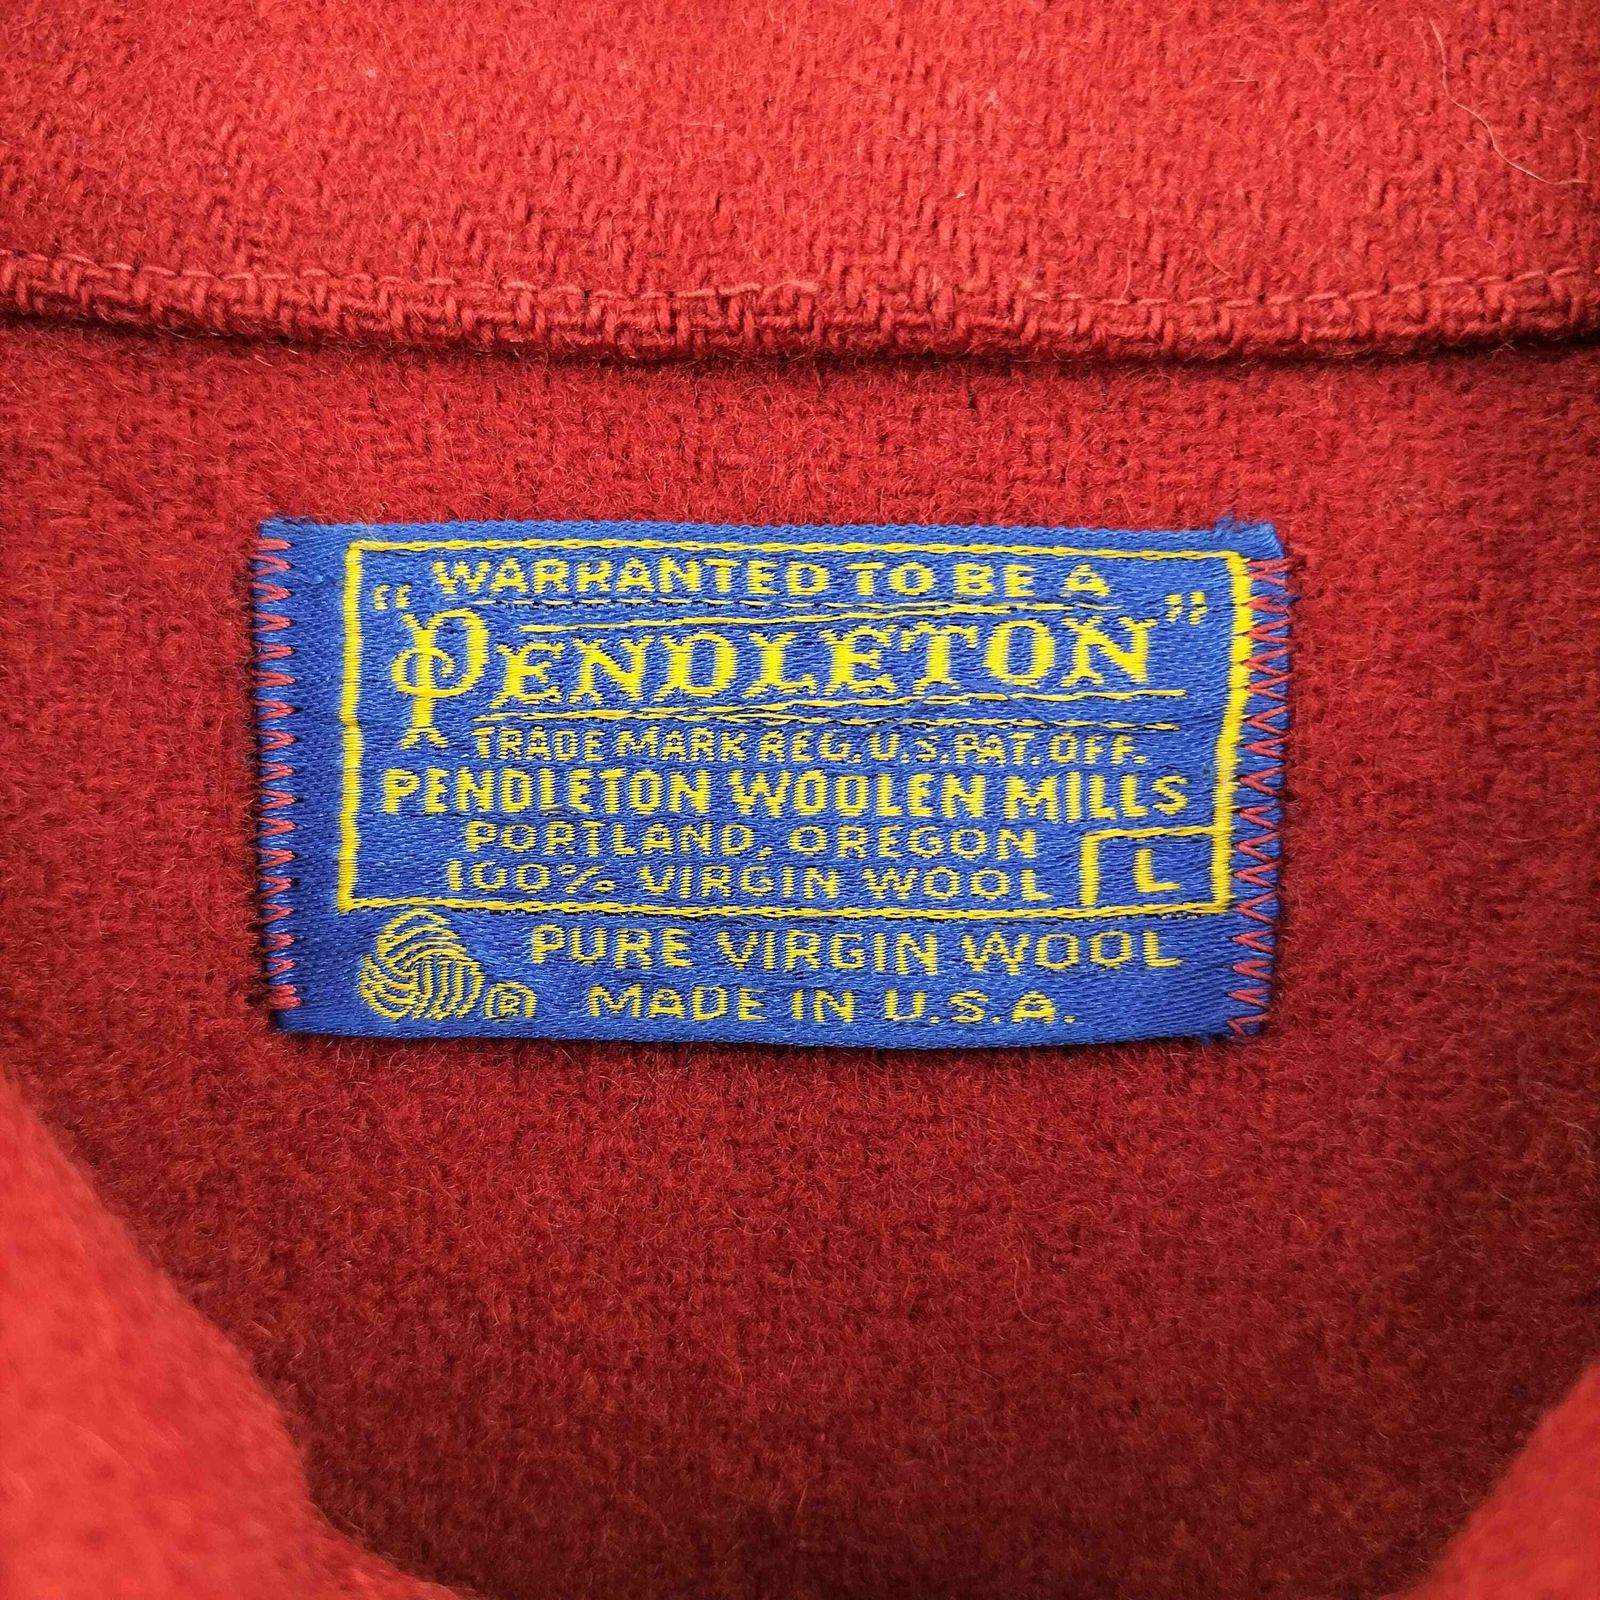 WARRANTED TO BE A
"PENDLETON"
TRADE MARK REG. U.S. PAT. OFF.
PENDLETON WOOLEN MILLS
PORTLAND, OREGON
100% VIRGIN WOOL L
PURE VIRGIN WOOL
® MADE IN U.S.A.